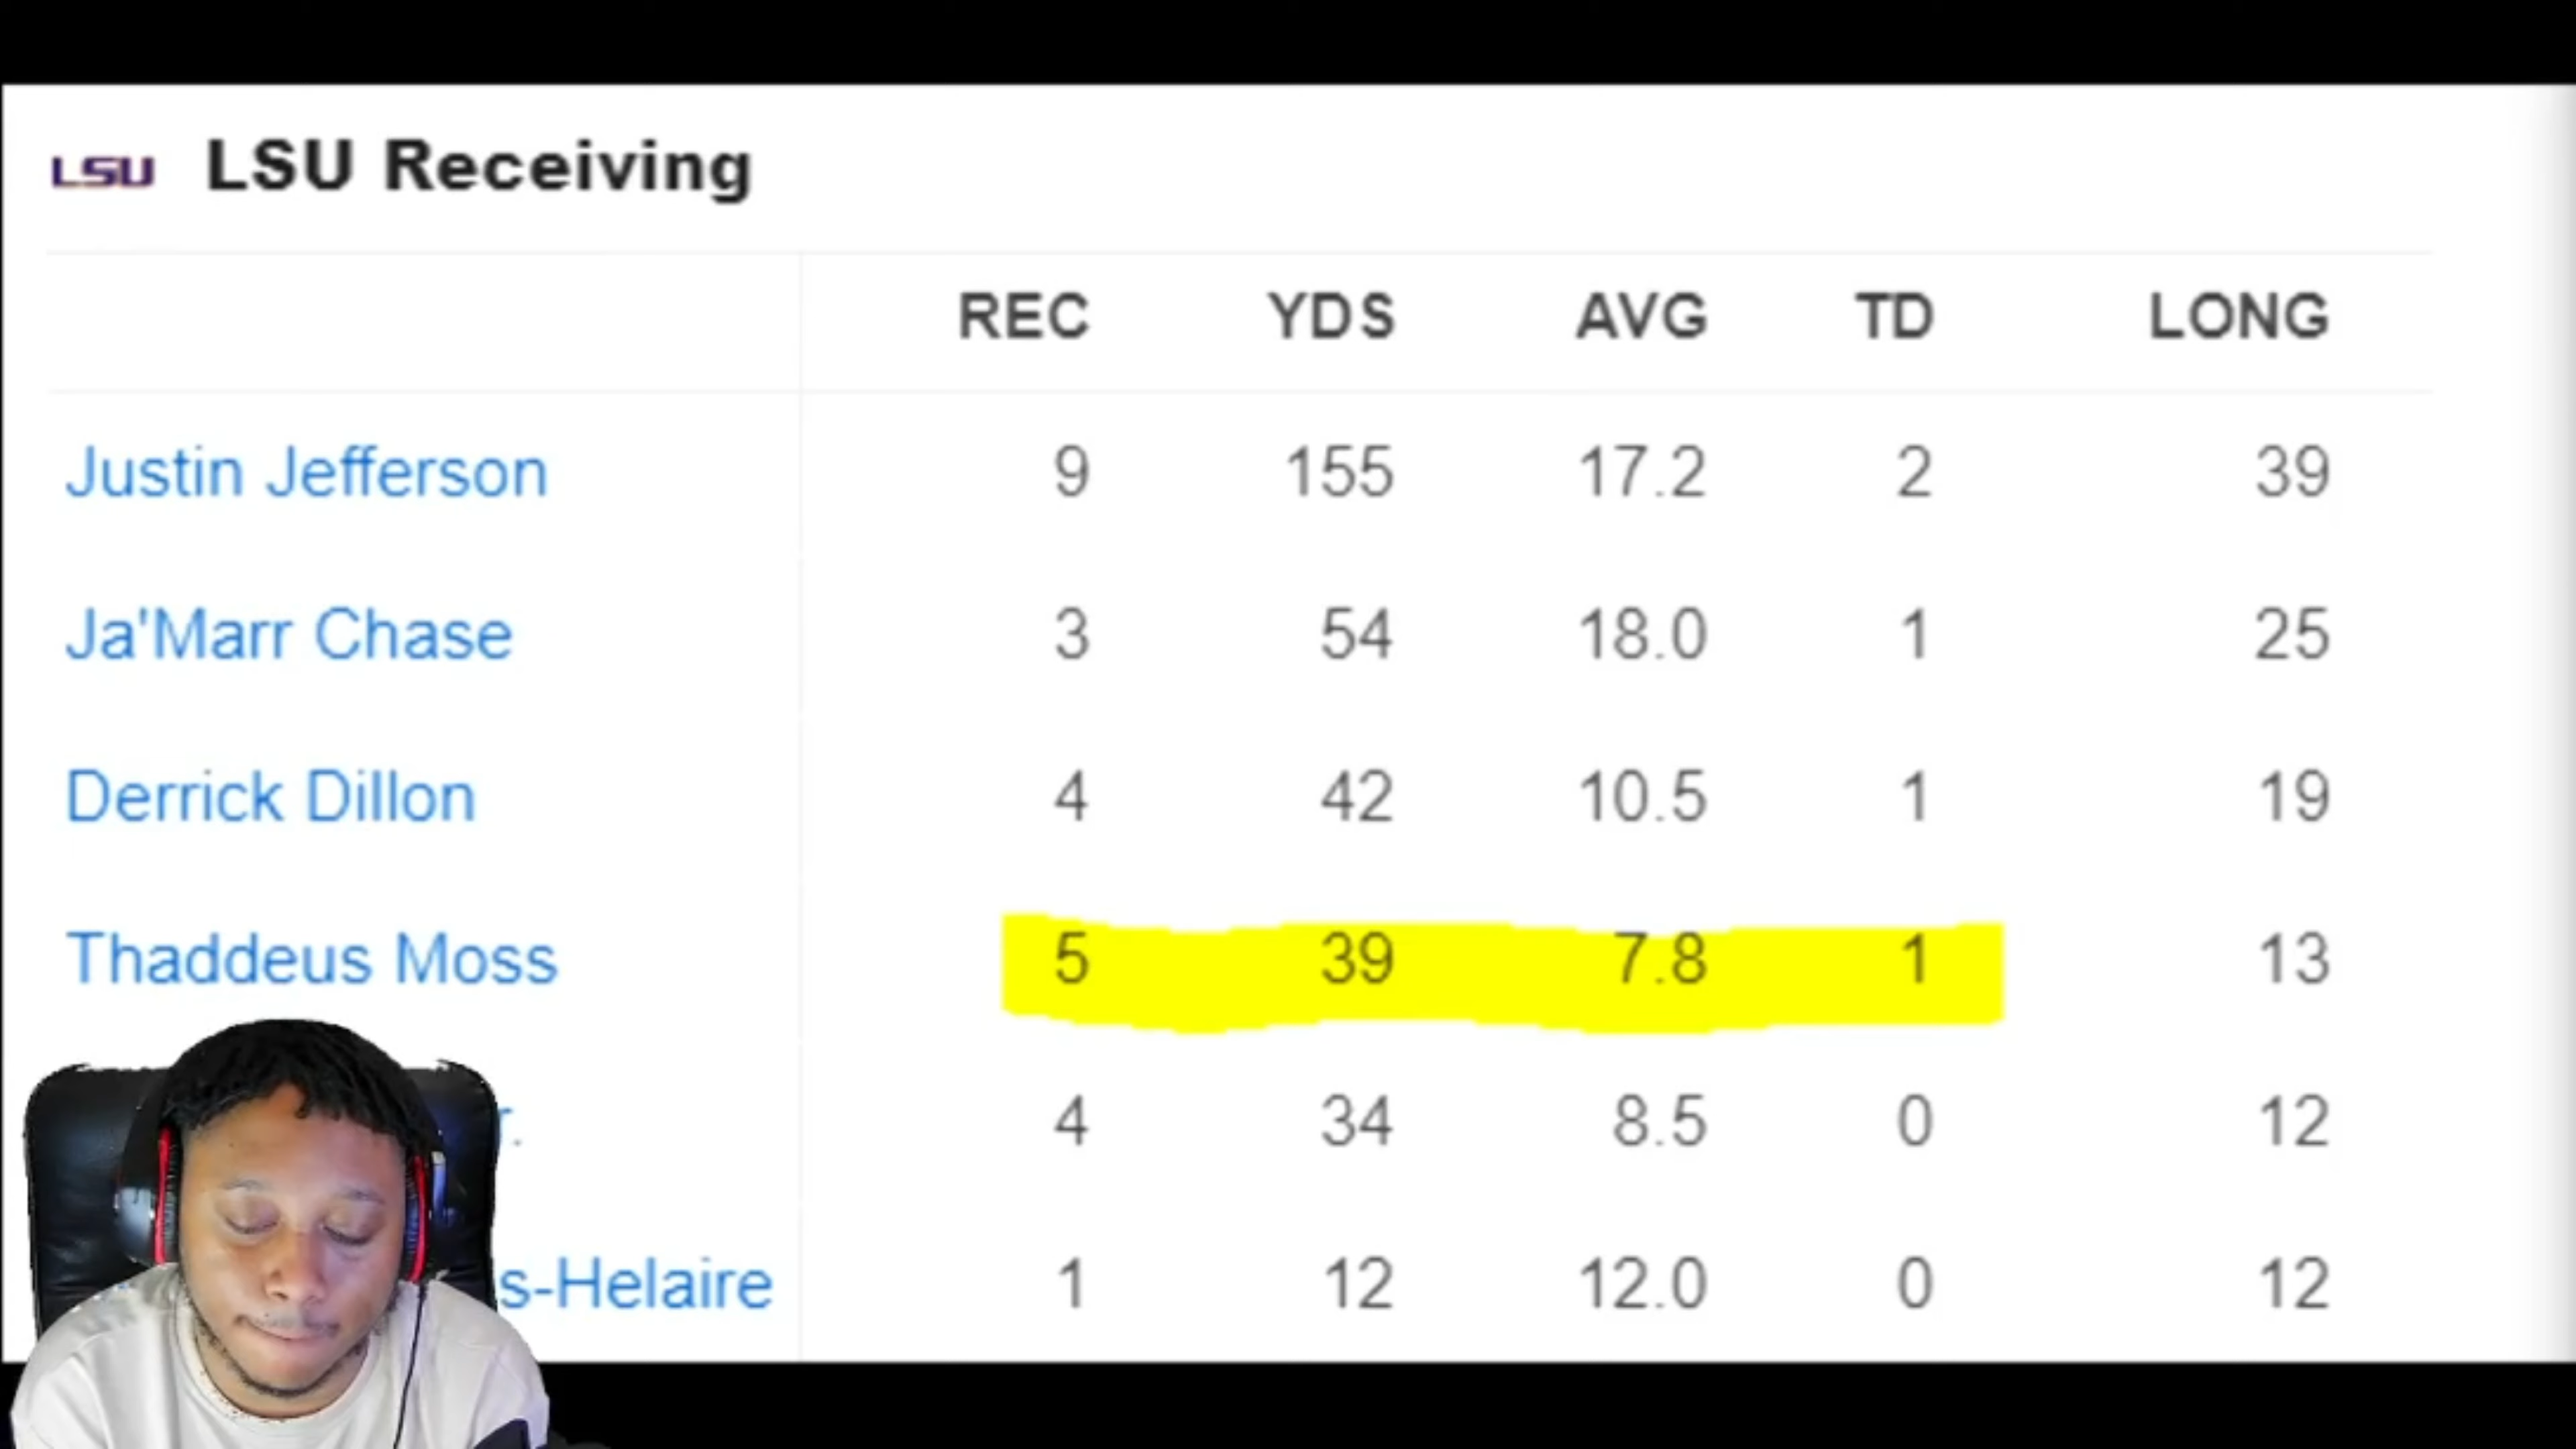 LSU LSU Receiving
REC YDS AVG TD LONG
Justin Jefferson 9 155 17.2 2 39
Ja'Marr Chase 3 54 18.0 1 25
Derrick Dillon 4 42 10.5 1 19
Thaddeus Moss 5 39 7.8 1 13
r. 4 34 8.5 0 12
s-Helaire 1 12 12.0 0 12